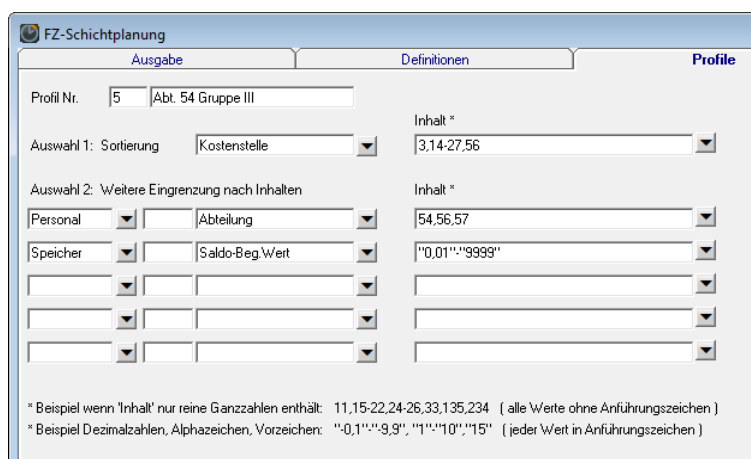 FZ-Schichtplanung
Ausgabe Definitionen Profile
Profil Nr. 5 Abt. 54 Gruppe III
Inhalt *
Auswahl 1: Sortierung Kostenstelle 3,14-27,56
Auswahl 2: Weitere Eingrenzung nach Inhalten Inhalt *
Personal Abteilung 54,56,57
Speicher Saldo-Beg.Wert "0,01"-"9999"
* Beispiel wenn 'Inhalt' nur reine Ganzzahlen enthält: 11,15-22,24-26,33,135,234 ( alle Werte ohne Anführungszeichen )
* Beispiel Dezimalzahlen, Alphazeichen, Vorzeichen: "-0,1"-"-9,9", "1"-"10","15" ( jeder Wert in Anführungszeichen )